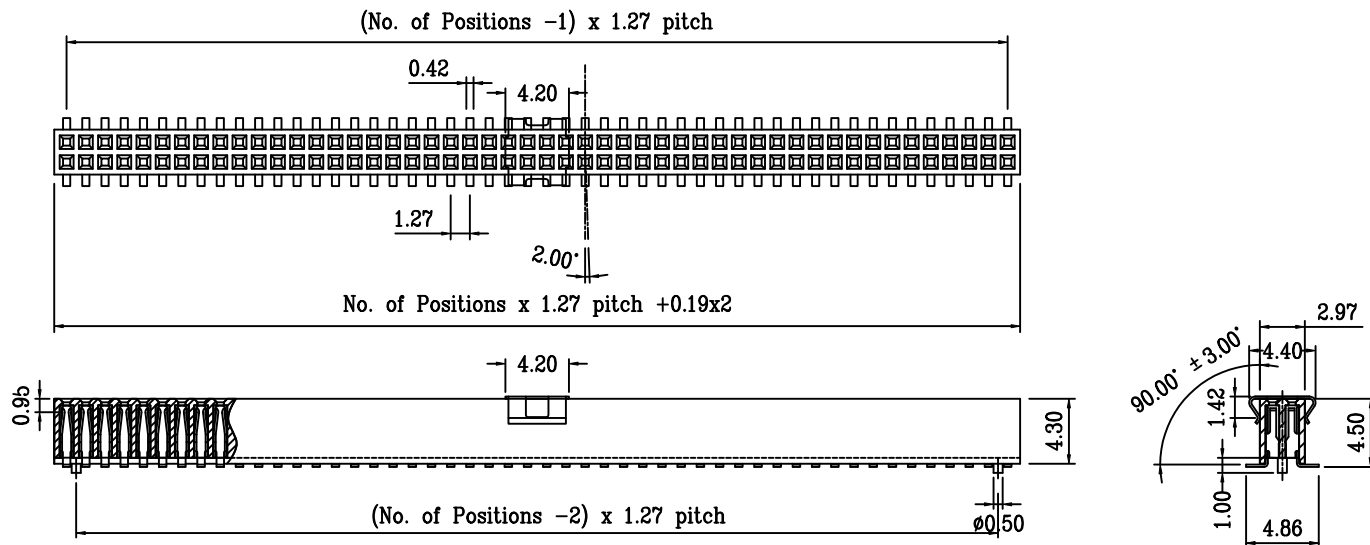 (No. of Positions -1) x 1.27 pitch
0.42
4.20
1.27
2.00°
No. of Positions x 1.27 pitch +0.19x2
4.20
0.95
4.30
(No. of Positions -2) x 1.27 pitch
ø0.50
2.97
4.40
90.00° ± 3.00°
1.42
4.50
1.00
4.86